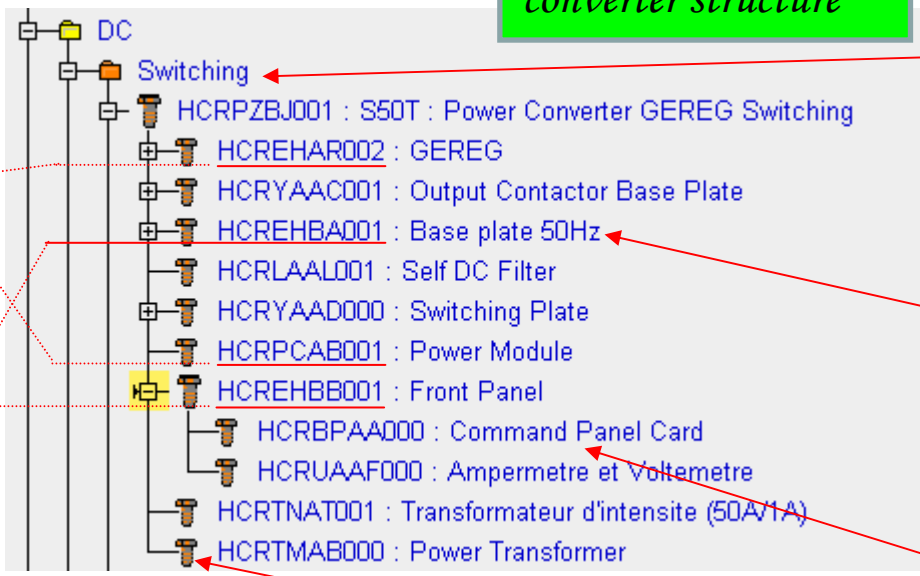 converter structure
DC
Switching
HCRPZBJ001 : S50T : Power Converter GEREG Switching
HCREHAR002 : GEREG
HCRYAAC001 : Output Contactor Base Plate
HCREHBA001 : Base plate 50Hz
HCRLAAL001 : Self DC Filter
HCRYAAD000 : Switching Plate
HCRPCAB001 : Power Module
HCREHBB001 : Front Panel
HCRBPAA000 : Command Panel Card
HCRUAAF000 : Ampermetre et Voltemetre
HCRTNAT001 : Transformateur d'intensite (50A/1A)
HCRTMAB000 : Power Transformer